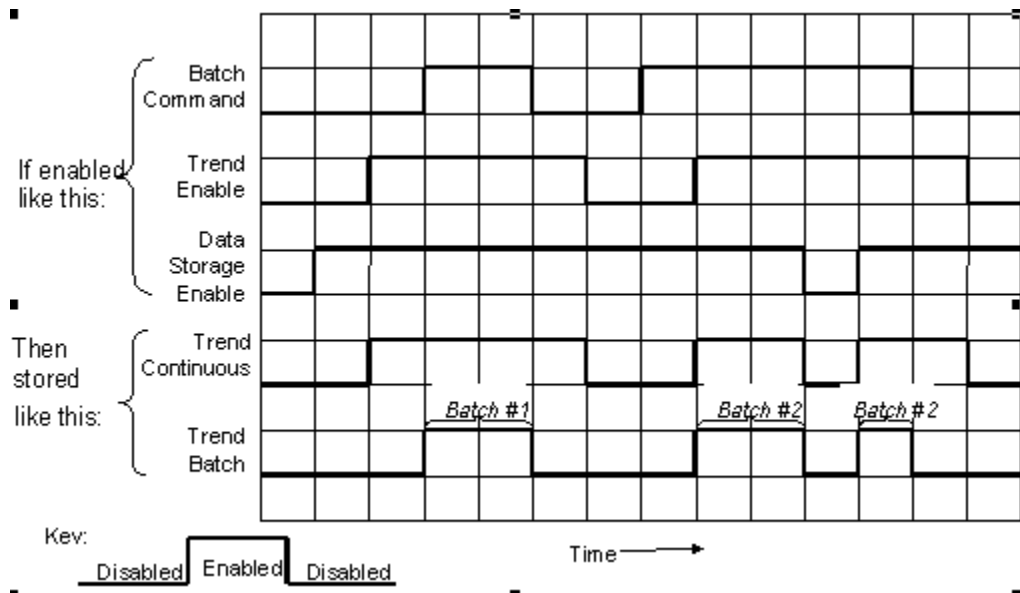 Batch
Command
If enabled
like this:
Trend
Enable
Data
Storage
Enable
Then
stored
like this:
Trend
Continuous
Batch #1
Batch #2
Batch #2
Trend
Batch
Key:
Disabled
Enabled
Disabled
Time